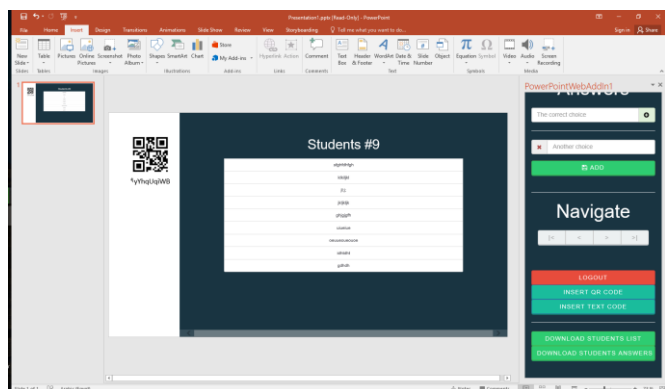 Presentation1.pptx [Read-Only] - PowerPoint
Sign in
Share
File
Home
Insert
Design
Transitions
Animations
Slide Show
Review
View
Storyboarding
Tell me what you want to do...
New Slide
Table
Pictures
Online Pictures
Screenshot
Photo Album
Shapes
SmartArt
Chart
Store
My Add-ins
Hyperlink
Action
Comment
Text Box
Header & Footer
WordArt
Date & Time
Slide Number
Object
Equation
Symbol
Video
Audio
Screen Recording
Slides
Tables
Images
Illustrations
Add-ins
Links
Comments
Text
Symbols
Media
1
Students #9
PowerPointWebAddIn1
Answers
The correct choice
Another choice
ADD
Navigate
|<
<
>
>|
LOGOUT
INSERT QR CODE
INSERT TEXT CODE
DOWNLOAD STUDENTS LIST
DOWNLOAD STUDENTS ANSWERS